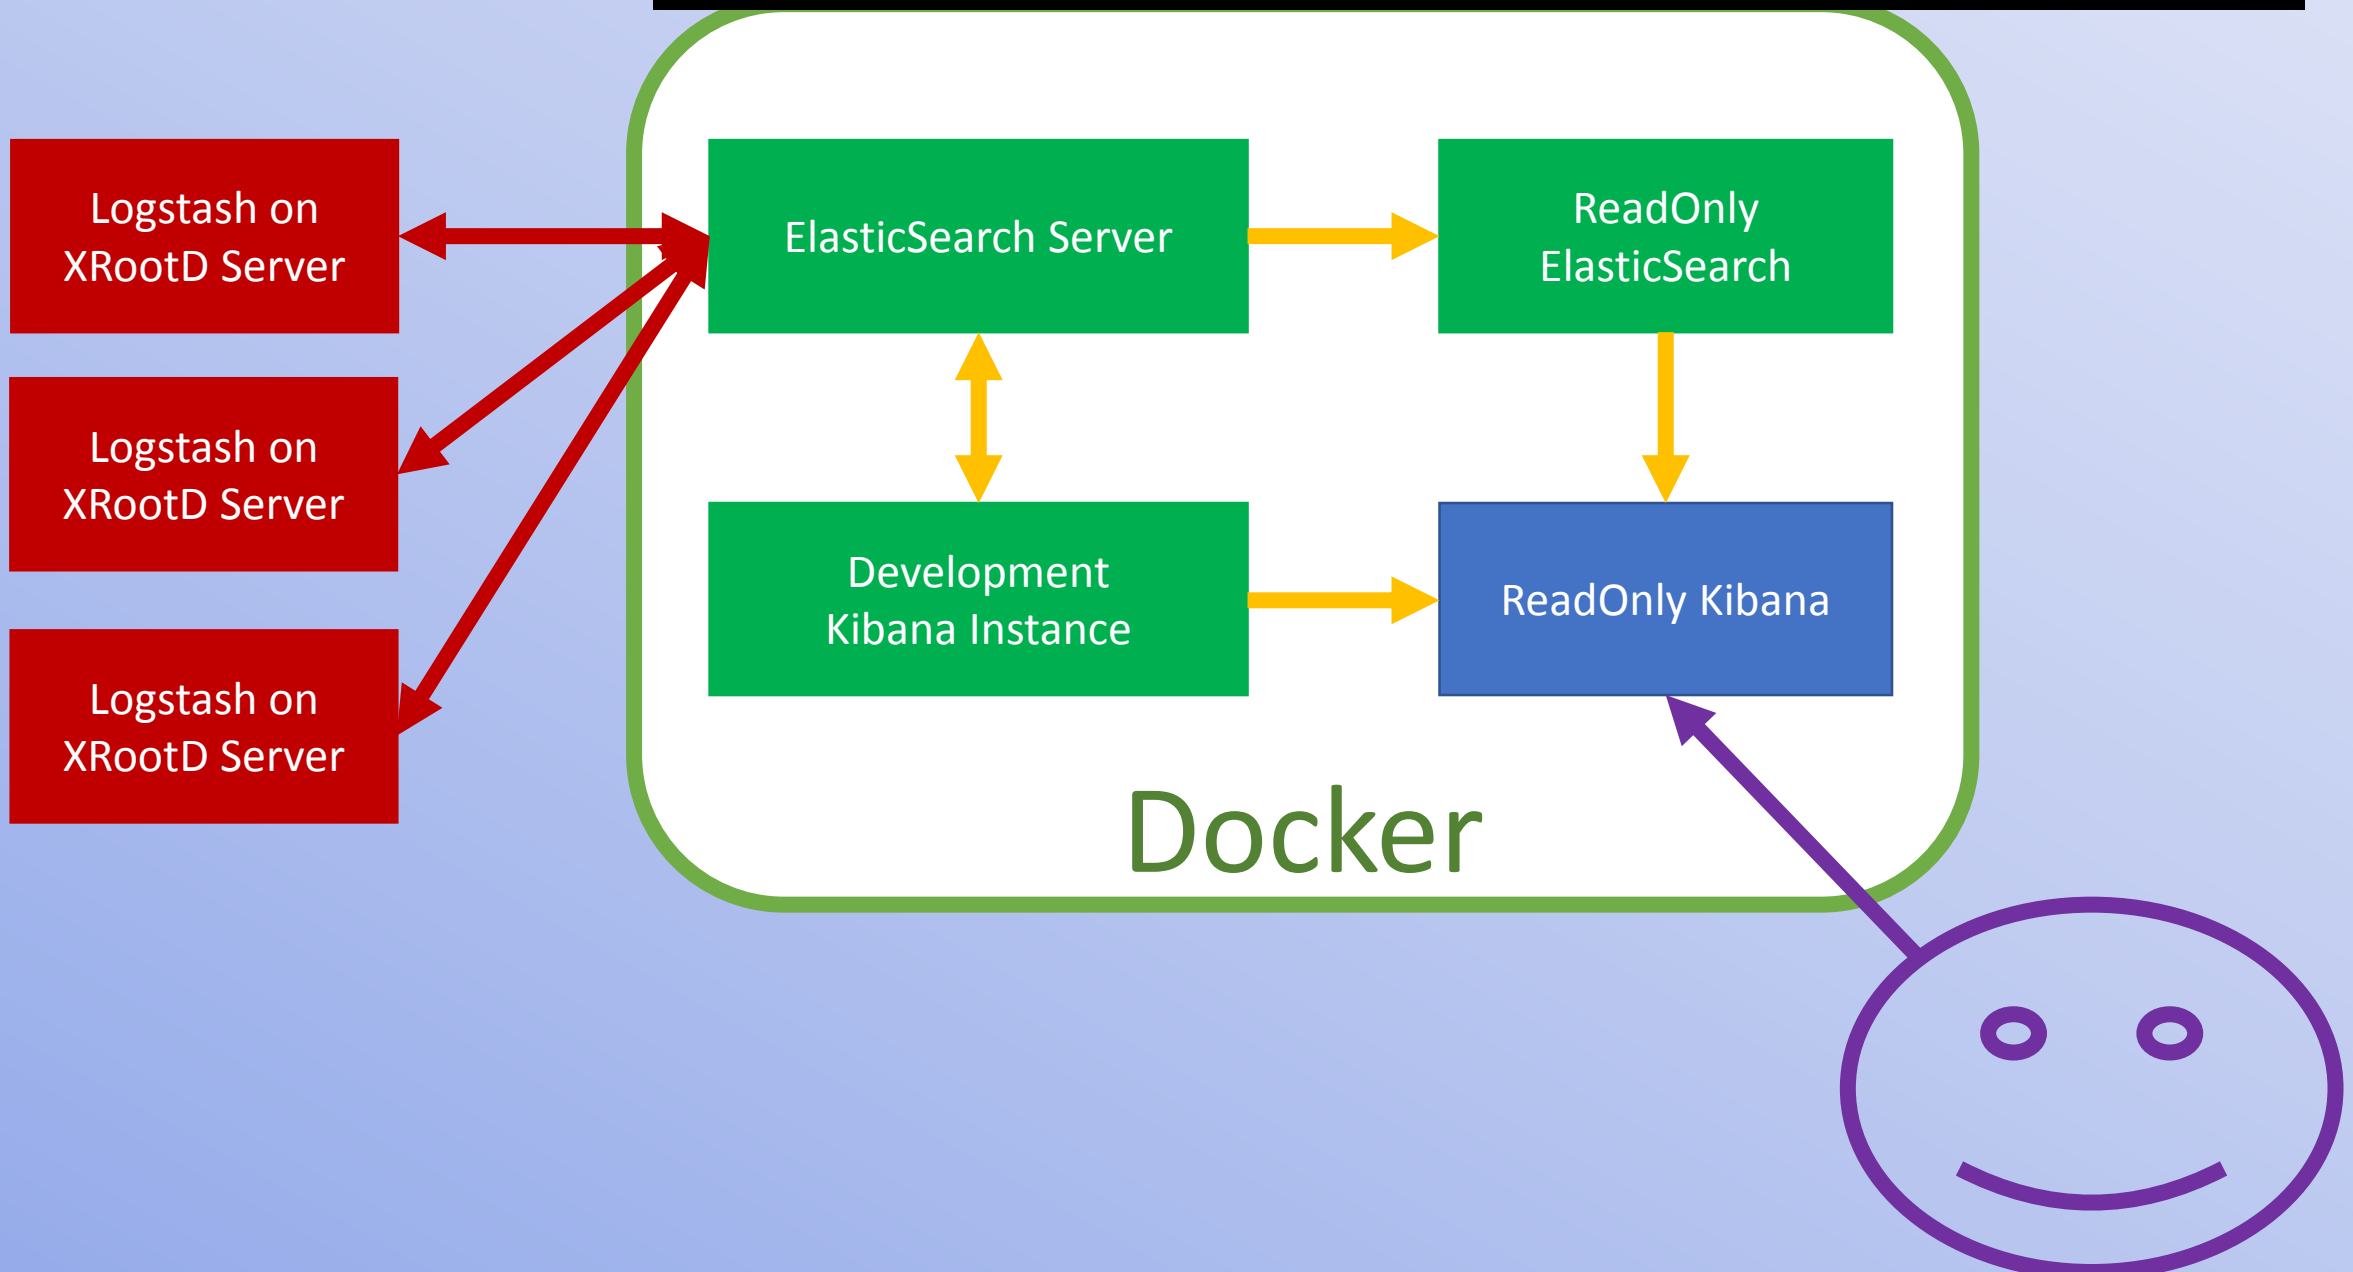 Logstash on
XRootD Server
ElasticSearch Server
ReadOnly
ElasticSearch
Logstash on
XRootD Server
Development
Kibana Instance
ReadOnly Kibana
Logstash on
XRootD Server
Docker